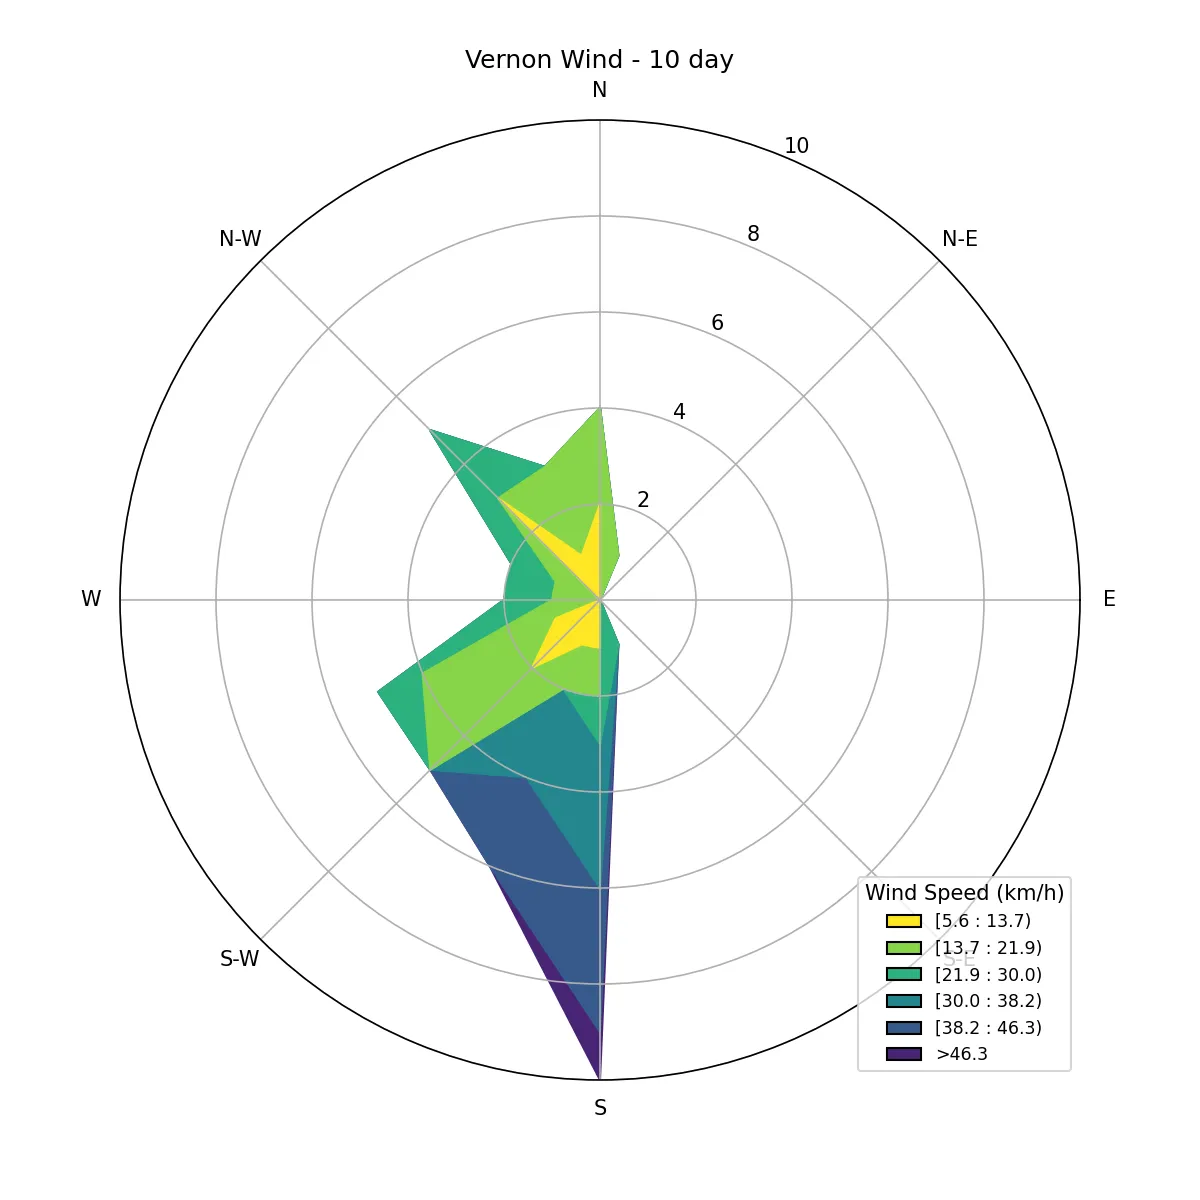 Vernon Wind - 10 day
N
10
N-W
8
N-E
6
4
2
W
E
Wind Speed (km/h)
[5.6 : 13.7)
[13.7 : 21.9)
S-W
S-E
[21.9 : 30.0)
[30.0 : 38.2)
[38.2 : 46.3)
>46.3
S